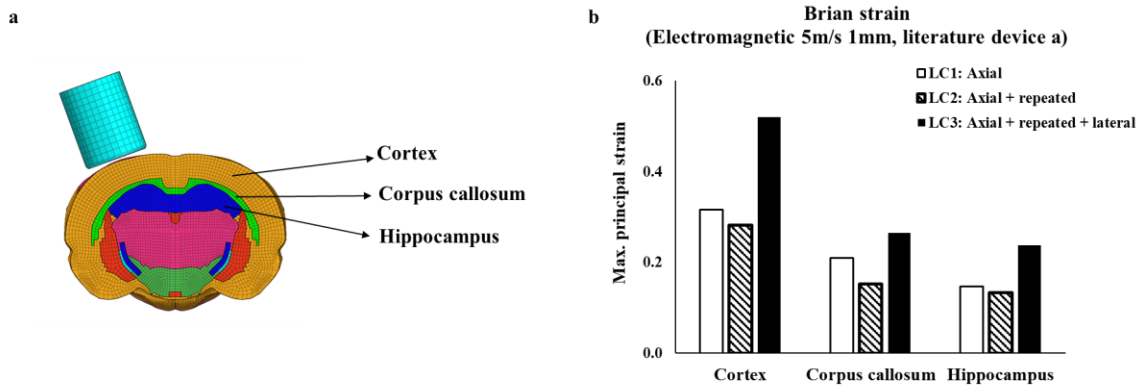 a
Cortex
Corpus callosum
Hippocampus
b
Brian strain
(Electromagnetic 5m/s 1mm, literature device a)
LC1: Axial
LC2: Axial + repeated
LC3: Axial + repeated + lateral
Max. principal strain
0.6
0.4
0.2
0.0
Cortex
Corpus callosum
Hippocampus